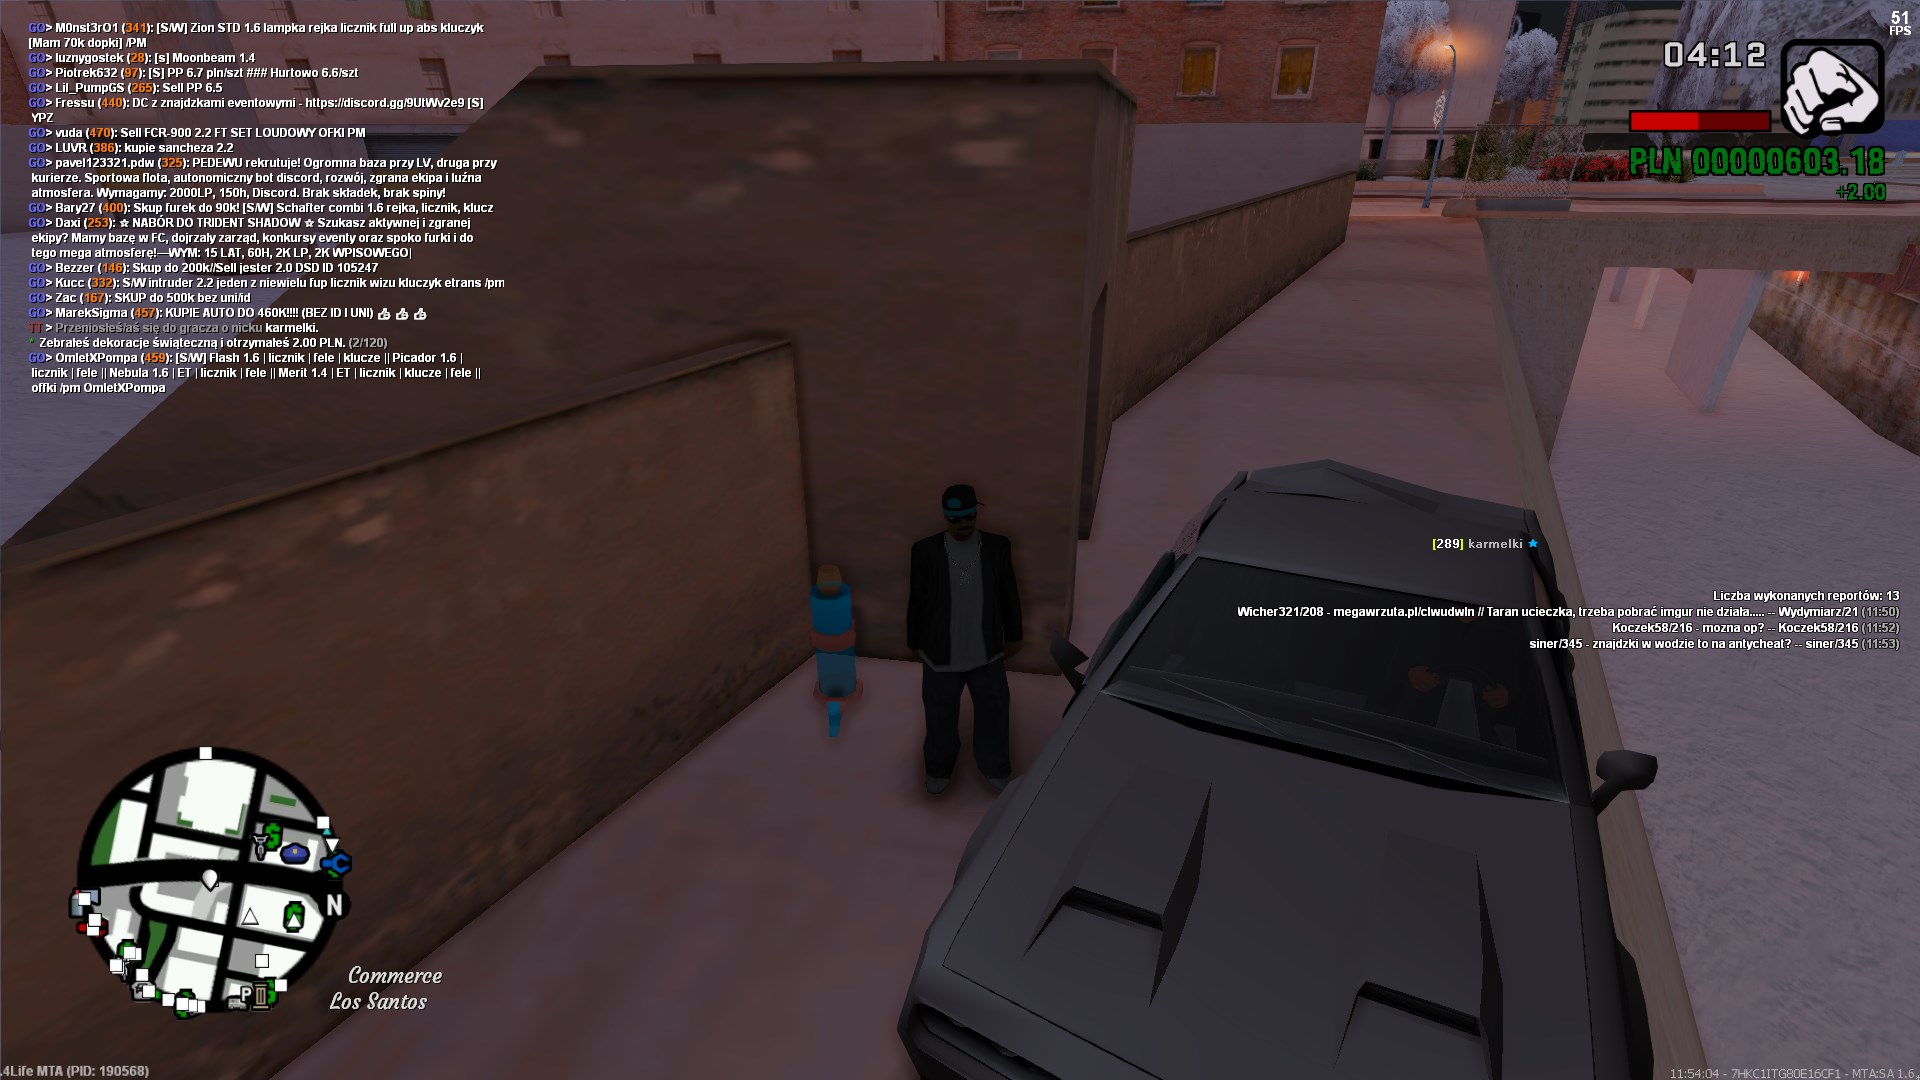 GO> M0nst3rO1 (341): [S/W] Zion STD 1.6 lampka rejka licznik full up abs kluczyk
[Mam 70k dopki] /PM
GO> luznygostek (28): [s] Moonbeam 1.4
GO> Piotrek632 (97): [S] PP 6.7 pln/szt ### Hurtowo 6.6/szt
GO> Lil_PumpGS (265): Sell PP 6.5
GO> Fressu (440): DC z znajdzkami eventowymi - https://discord.gg/9UtWv2e9 [S]
YPZ
GO> vuda (470): Sell FCR-900 2.2 FT SET LOUDOWY OFKI PM
GO> LUVR (386): kupie sancheza 2.2
GO> pavel123321.pdw (325): PEDEWU rekrutuje! Ogromna baza przy LV, druga przy
kurierze. Sportowa flota, autonomiczny bot discord, rozwój, zgrana ekipa i luźna
atmosfera. Wymagamy: 2000LP, 150h, Discord. Brak składek, brak spiny!
GO> Bary27 (400): Skup furek do 90k! [S/W] Schafter combi 1.6 rejka, licznik, klucz
GO> Daxi (253): ☆ NABÓR DO TRIDENT SHADOW ☆ Szukasz aktywnej i zgranej
ekipy? Mamy bazę w FC, dojrzały zarząd, konkursy eventy oraz spoko furki i do
tego mega atmosferę!—WYM: 15 LAT, 60H, 2K LP, 2K WPISOWEGO|
GO> Bezzer (146): Skup do 200k//Sell jester 2.0 DSD ID 105247
GO> Kucc (332): S/W intruder 2.2 jeden z niewielu fup licznik wizu kluczyk etrans /pm
GO> Zac (167): SKUP do 500k bez uni/id
GO> MarekSigma (457): KUPIE AUTO DO 460K!!!! (BEZ ID I UNI) 👍 👍 👍
TT > Przeniosłeś/aś się do gracza o nicku karmelki.
* Zebrałeś dekoracje świąteczną i otrzymałeś 2.00 PLN. (2/120)
GO> OmletXPompa (459): [S/W] Flash 1.6 | licznik | fele | klucze || Picador 1.6 |
licznik | fele || Nebula 1.6 | ET | licznik | fele || Merit 1.4 | ET | licznik | klucze | fele ||
offki /pm OmletXPompa
51
FPS
04:12
PLN 00000603.18
+2.00
[289] karmelki
Liczba wykonanych reportów: 13
Wicher321/208 - megawrzuta.pl/clwudwln // Taran ucieczka, trzeba pobrać imgur nie działa..... -- Wydymiarz/21 (11:50)
Koczek58/216 - mozna op? -- Koczek58/216 (11:52)
siner/345 - znajdzki w wodzie to na antycheat? -- siner/345 (11:53)
N
P
Commerce
Los Santos
.4Life MTA (PID: 190568)
11:54:04 - 7HKC1ITG80E16CF1 - MTA:SA 1.6.